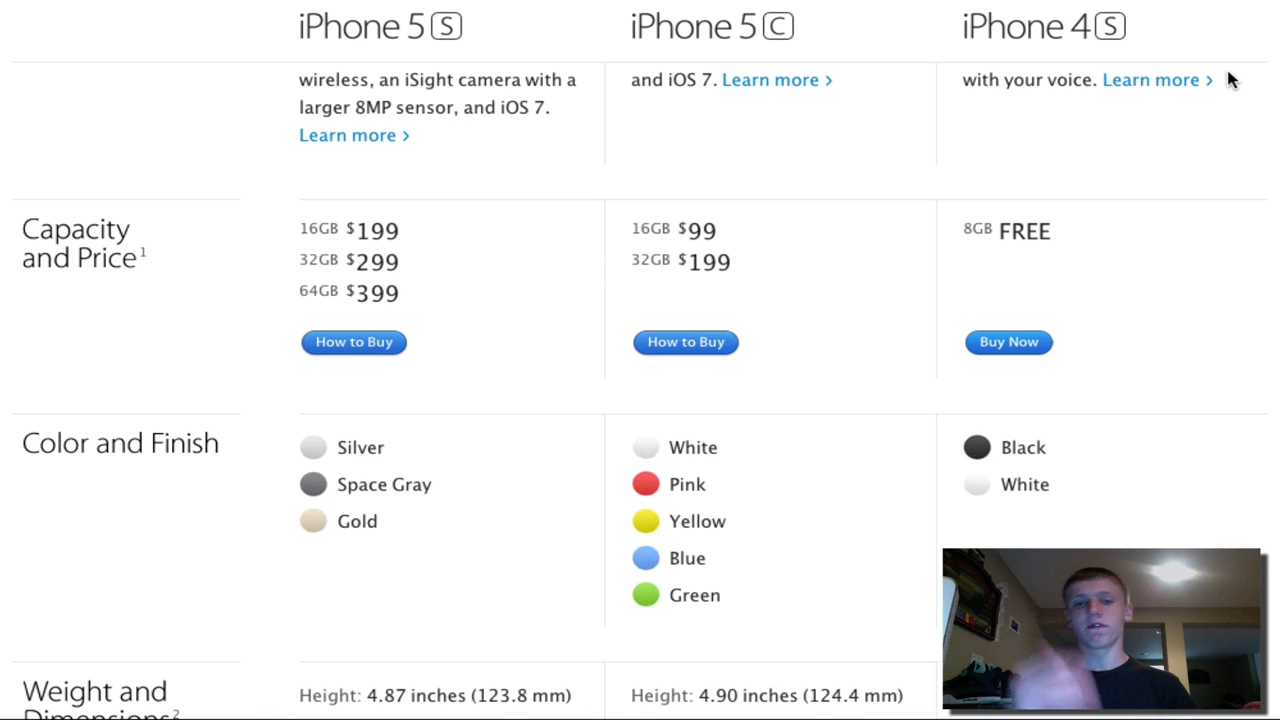 iPhone 5 S
iPhone 5 C
iPhone 4 S
wireless, an iSight camera with a
larger 8MP sensor, and iOS 7.
Learn more >
and iOS 7. Learn more >
with your voice. Learn more >
Capacity
and Price1
16GB $199
32GB $299
64GB $399
How to Buy
16GB $99
32GB $199
How to Buy
8GB FREE
Buy Now
Color and Finish
Silver
Space Gray
Gold
White
Pink
Yellow
Blue
Green
Black
White
Weight and
Dimensions2
Height: 4.87 inches (123.8 mm)
Height: 4.90 inches (124.4 mm)